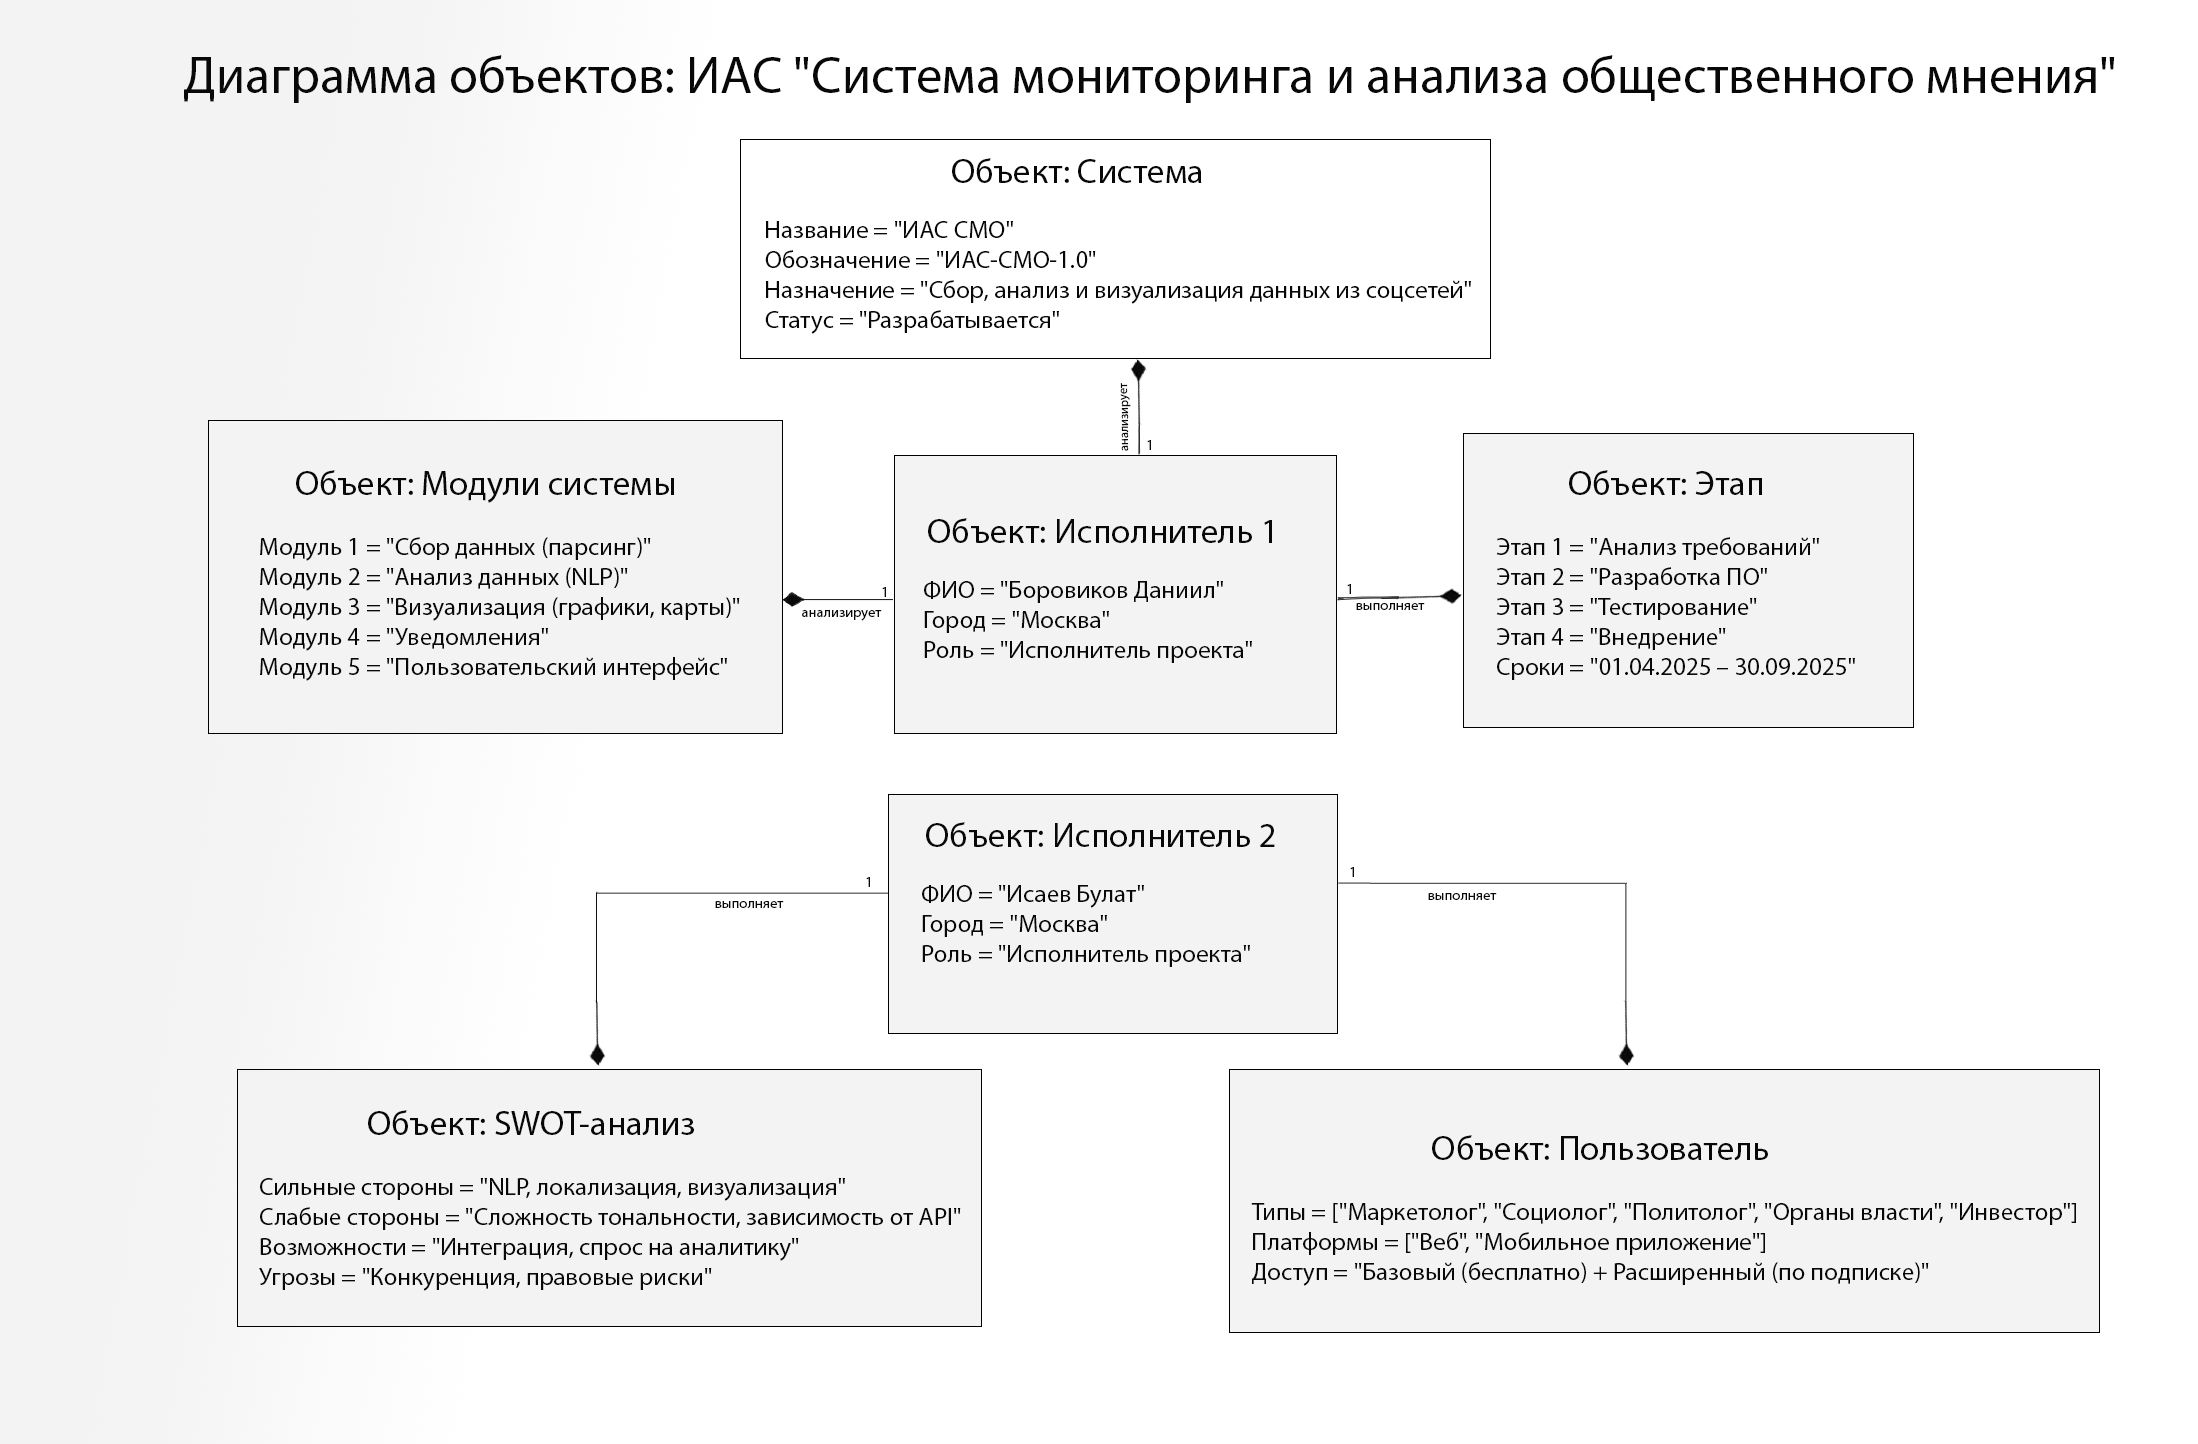 Диаграмма объектов: ИАС "Система мониторинга и анализа общественного мнения"
Объект: Система
Название = "ИАС СМО"
Обозначение = "ИАС-СМО-1.0"
Назначение = "Сбор, анализ и визуализация данных из соцсетей"
Статус = "Разрабатывается"
анализирует
1
Объект: Модули системы
Модуль 1 = "Сбор данных (парсинг)"
Модуль 2 = "Анализ данных (NLP)"
Модуль 3 = "Визуализация (графики, карты)"
Модуль 4 = "Уведомления"
Модуль 5 = "Пользовательский интерфейс"
1
анализирует
Объект: Исполнитель 1
ФИО = "Боровиков Даниил"
Город = "Москва"
Роль = "Исполнитель проекта"
1
выполняет
Объект: Этап
Этап 1 = "Анализ требований"
Этап 2 = "Разработка ПО"
Этап 3 = "Тестирование"
Этап 4 = "Внедрение"
Сроки = "01.04.2025 – 30.09.2025"
Объект: Исполнитель 2
ФИО = "Исаев Булат"
Город = "Москва"
Роль = "Исполнитель проекта"
1
выполняет
1
выполняет
Объект: SWOT-анализ
Сильные стороны = "NLP, локализация, визуализация"
Слабые стороны = "Сложность тональности, зависимость от API"
Возможности = "Интеграция, спрос на аналитику"
Угрозы = "Конкуренция, правовые риски"
Объект: Пользователь
Типы = ["Маркетолог", "Социолог", "Политолог", "Органы власти", "Инвестор"]
Платформы = ["Веб", "Мобильное приложение"]
Доступ = "Базовый (бесплатно) + Расширенный (по подписке)"